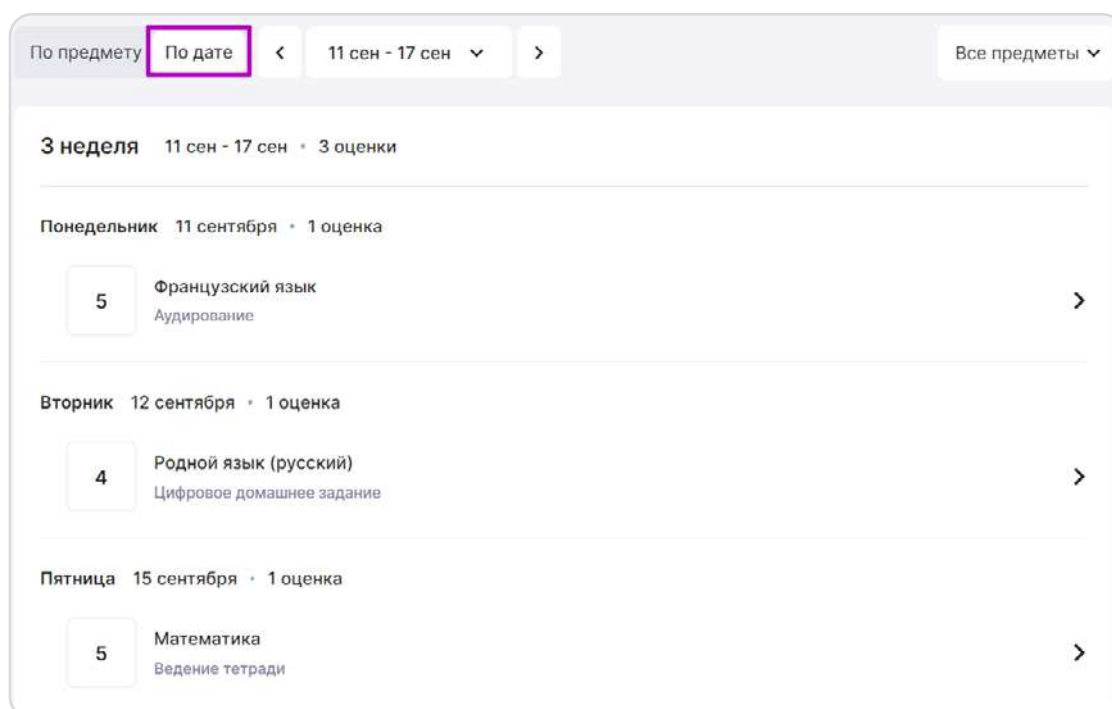 По предмету По дате 11 сен - 17 сен Все предметы
3 неделя 11 сен - 17 сен • 3 оценки
Понедельник 11 сентября • 1 оценка
5 Французский язык
Аудирование
Вторник 12 сентября • 1 оценка
4 Родной язык (русский)
Цифровое домашнее задание
Пятница 15 сентября • 1 оценка
5 Математика
Ведение тетради